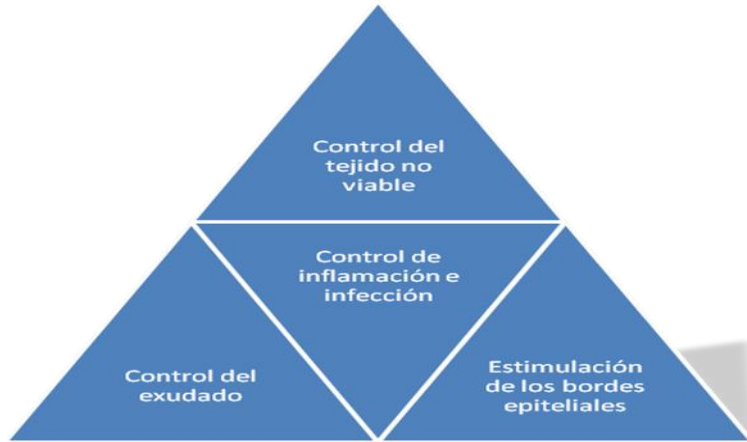 Control del
tejido no
viable
Control de
inflamación e
infección
Control del
exudado
Estimulación
de los bordes
epiteliales